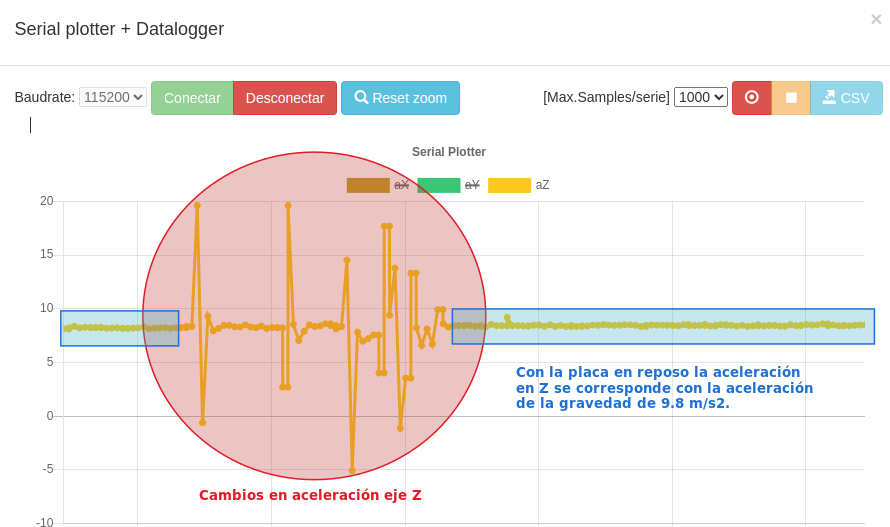 Serial plotter + Datalogger
×
Baudrate: 115200 Conectar Desconectar Reset zoom [Max.Samples/serie] 1000 CSV
Serial Plotter
aX aY aZ
20
15
10
5
0
-5
-10
Con la placa en reposo la aceleración
en Z se corresponde con la aceleración
de la gravedad de 9.8 m/s2.
Cambios en aceleración eje Z